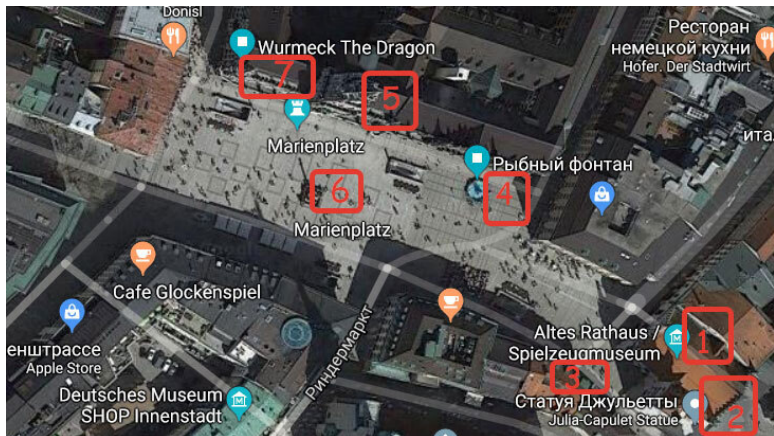 Donisl
Wurmeck The Dragon
7
5
Marienplatz
Ресторан
немецкой кухни
Hofer. Der Stadtwirt
ита
Рыбный фонтан
4
6
Marienplatz
Cafe Glockenspiel
Риндермаркт
енштрассе
Apple Store
Deutsches Museum
SHOP Innenstadt
Altes Rathaus /
Spielzeugmuseum
1
3
Статуя Джульетты
Julia-Capulet Statue
2